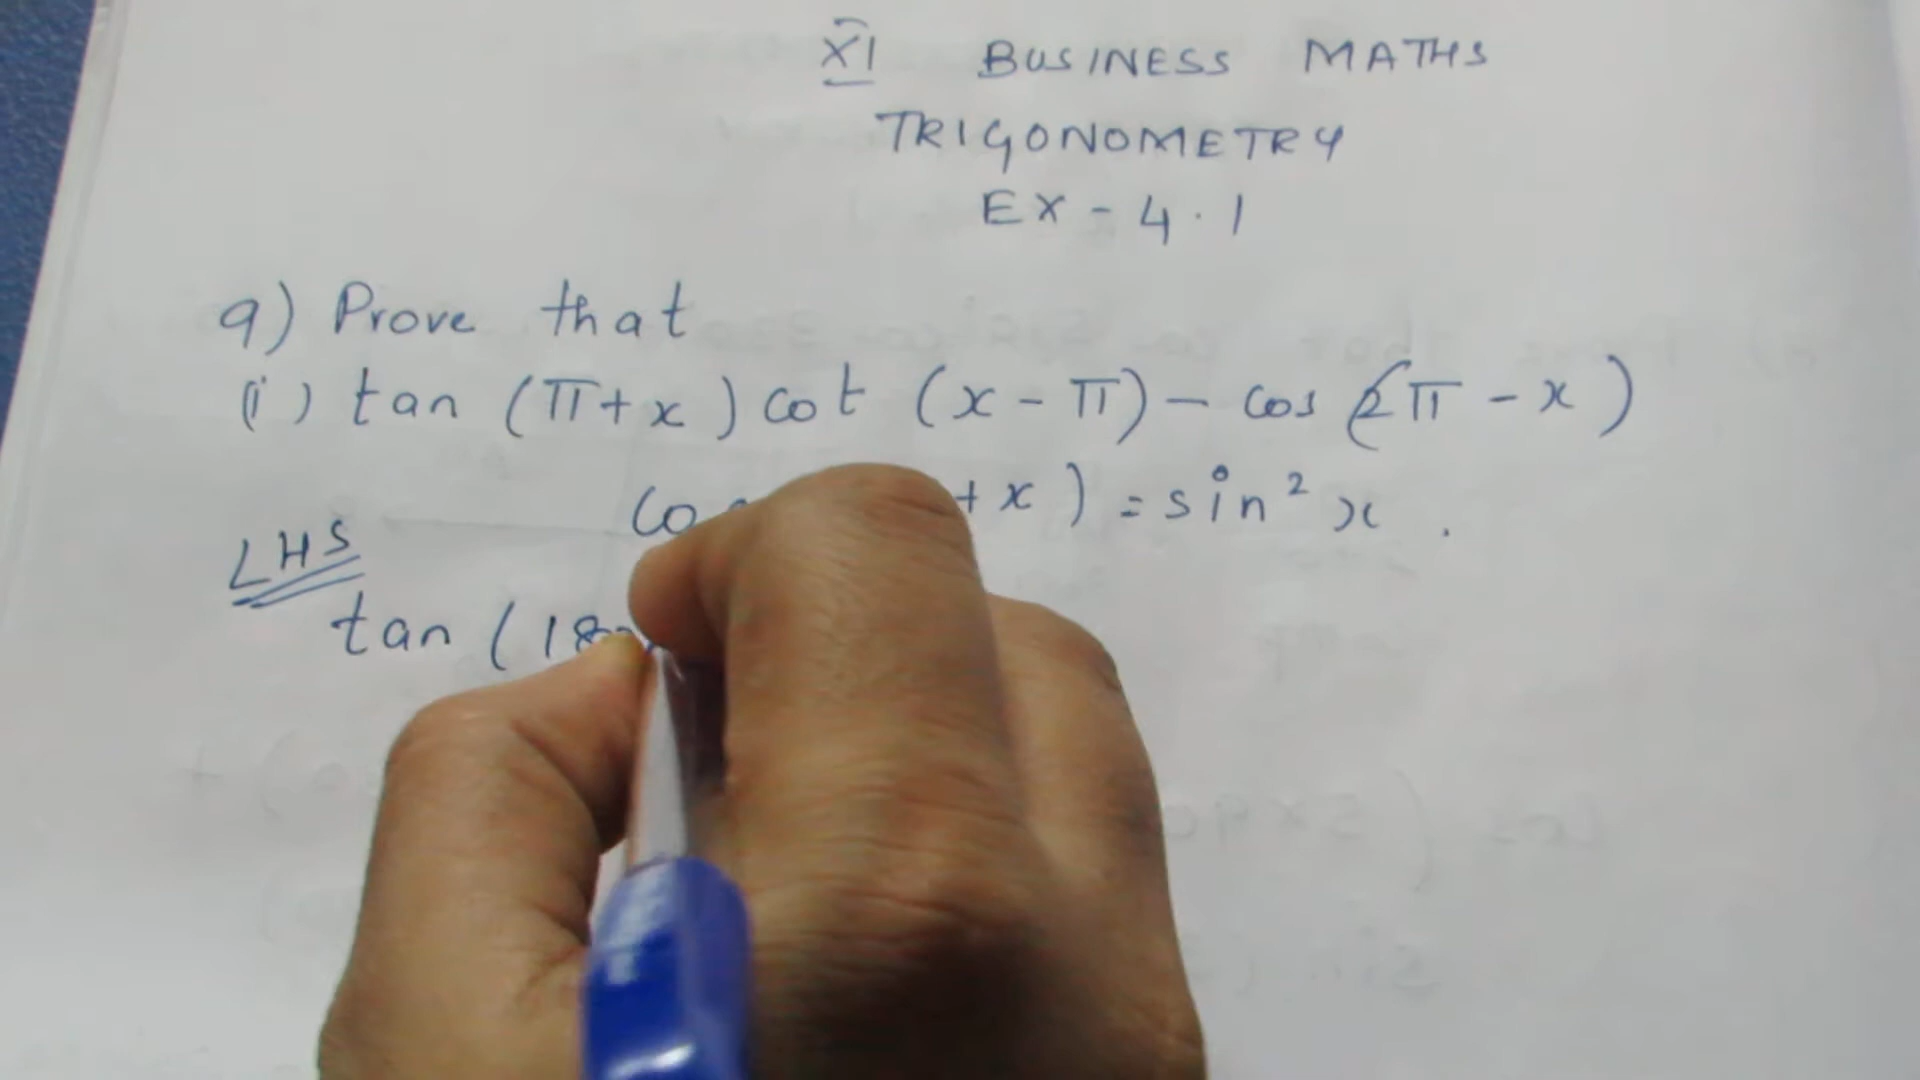 XI BUSINESS MATHS
TRIGONOMETRY
EX - 4.1
9) Prove that
(i) tan (π+x) cot (x - π) - cos (2π - x)
+ x) = sin² x .
LHS
tan (18